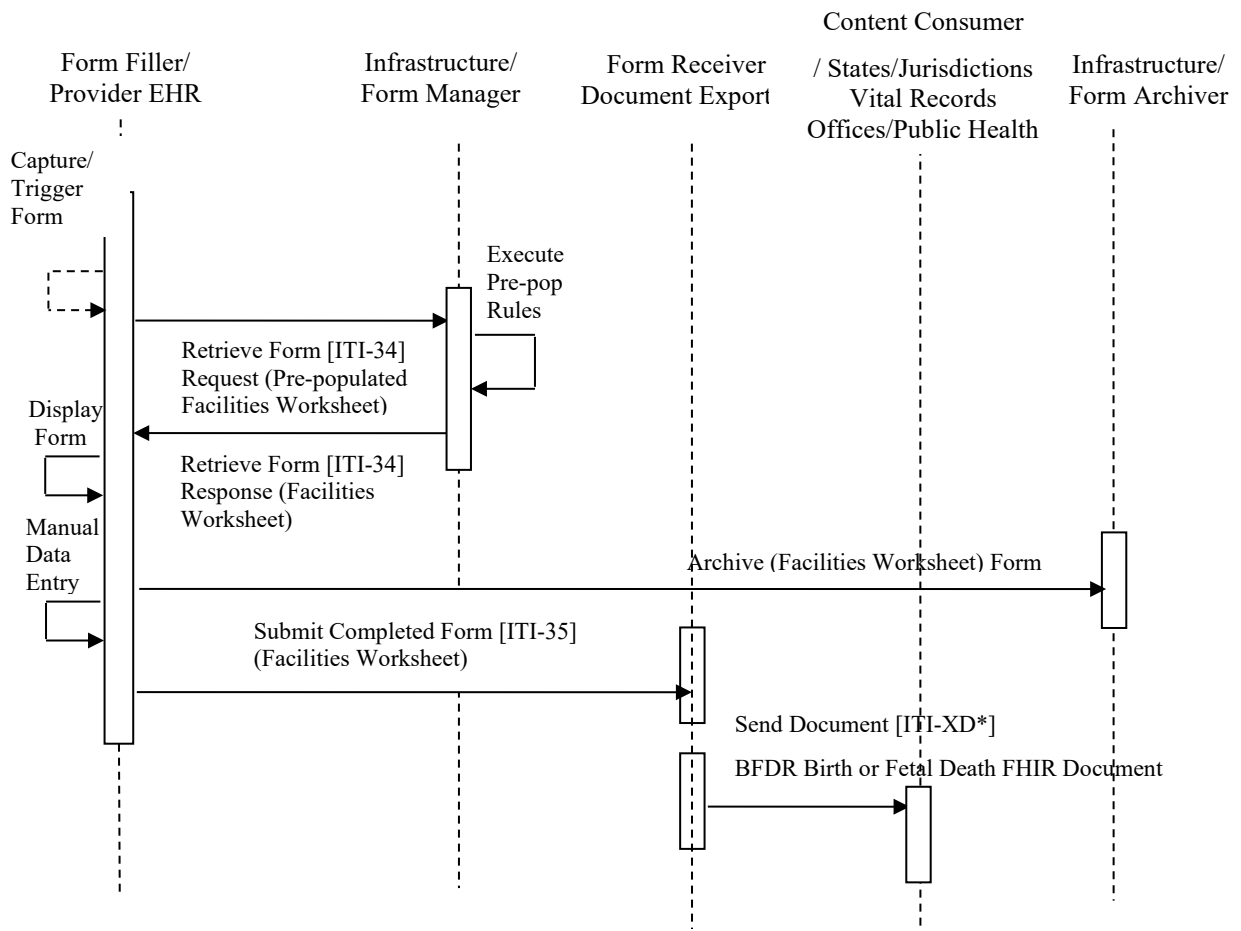 Content Consumer
Form Filler/
Provider EHR
Infrastructure/
Form Manager
Form Receiver
Document Export
/ States/Jurisdictions
Vital Records
Offices/Public Health
Infrastructure/
Form Archiver
Capture/
Trigger
Form
Execute
Pre-pop
Rules
Retrieve Form [ITI-34]
Request (Pre-populated
Facilities Worksheet)
Display
Form
Retrieve Form [ITI-34]
Response (Facilities
Worksheet)
Manual
Data
Entry
Archive (Facilities Worksheet) Form
Submit Completed Form [ITI-35]
(Facilities Worksheet)
Send Document [ITI-XD*]
BFDR Birth or Fetal Death FHIR Document